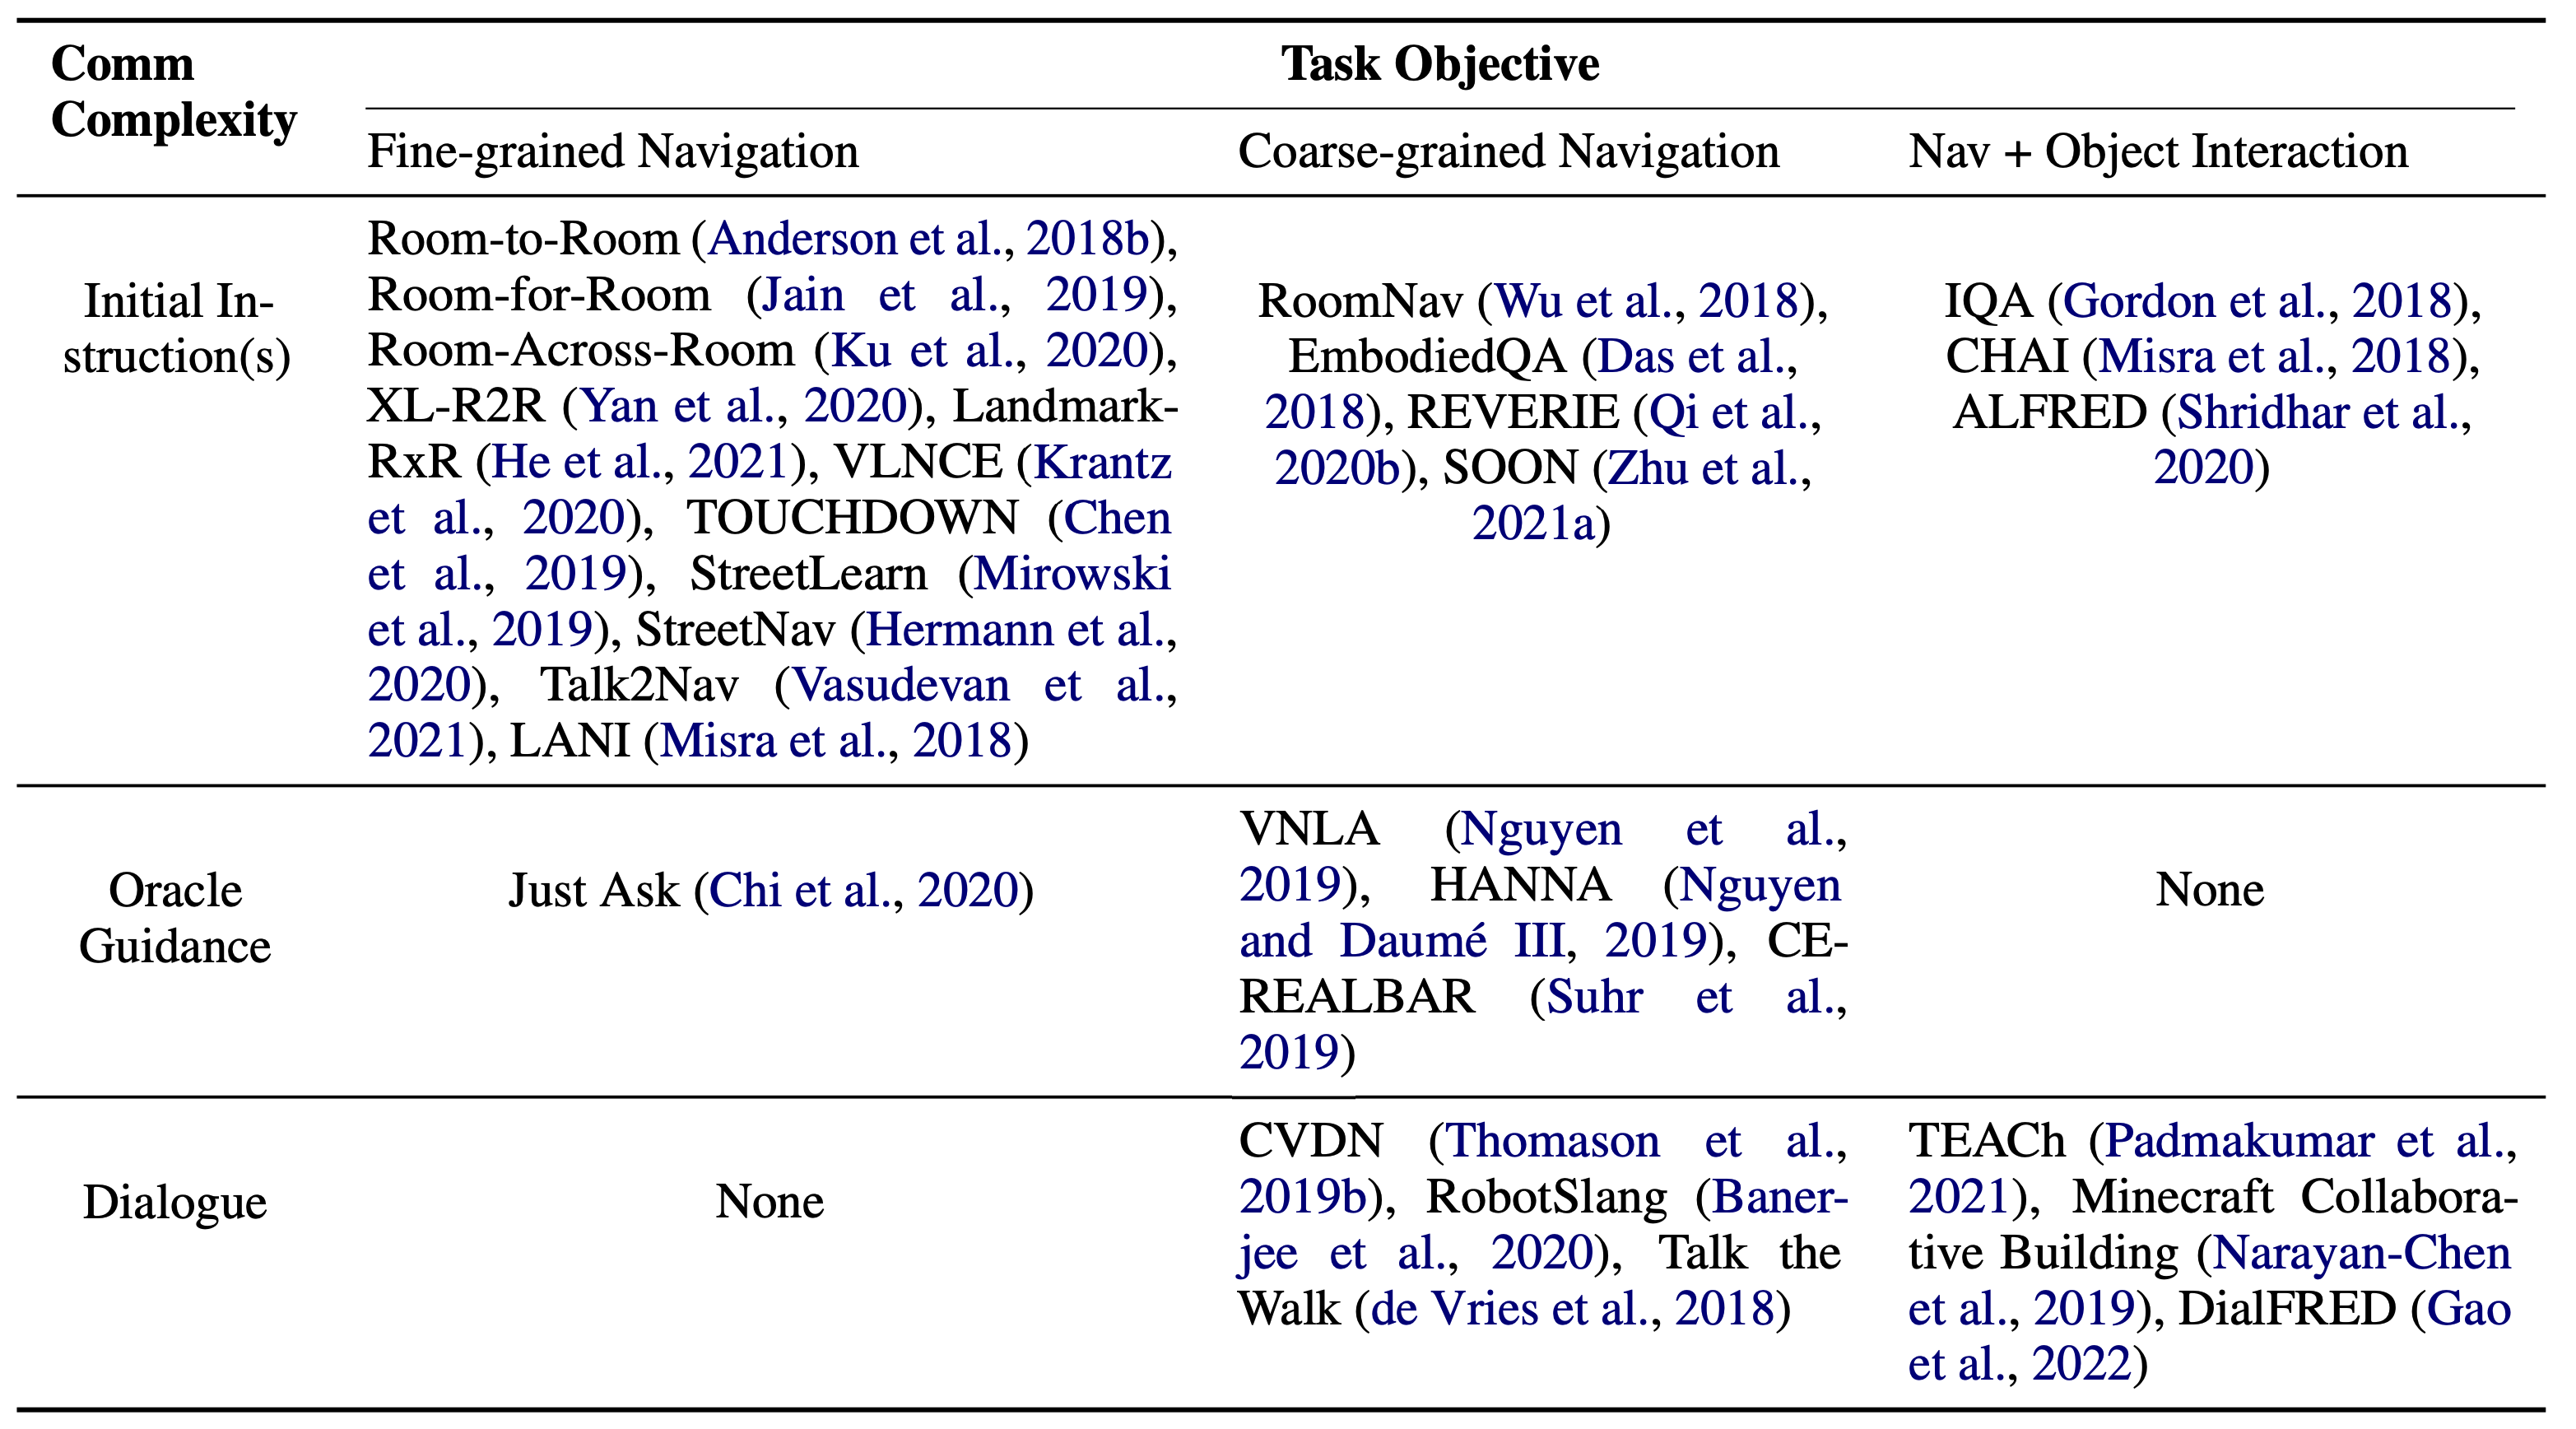 Comm
Complexity
Task Objective
Fine-grained Navigation
Coarse-grained Navigation
Nav + Object Interaction
Initial In-
struction(s)
Room-to-Room (Anderson et al., 2018b),
Room-for-Room (Jain et al., 2019),
Room-Across-Room (Ku et al., 2020),
XL-R2R (Yan et al., 2020), Landmark-
RxR (He et al., 2021), VLNCE (Krantz
et al., 2020), TOUCHDOWN (Chen
et al., 2019), StreetLearn (Mirowski
et al., 2019), StreetNav (Hermann et al.,
2020), Talk2Nav (Vasudevan et al.,
2021), LANI (Misra et al., 2018)
RoomNav (Wu et al., 2018),
EmbodiedQA (Das et al.,
2018), REVERIE (Qi et al.,
2020b), SOON (Zhu et al.,
2021a)
IQA (Gordon et al., 2018),
CHAI (Misra et al., 2018),
ALFRED (Shridhar et al.,
2020)
Oracle
Guidance
Just Ask (Chi et al., 2020)
VNLA (Nguyen et al.,
2019), HANNA (Nguyen
and Daumé III, 2019), CE-
REALBAR (Suhr et al.,
2019)
None
Dialogue
None
CVDN (Thomason et al.,
2019b), RobotSlang (Baner-
jee et al., 2020), Talk the
Walk (de Vries et al., 2018)
TEACh (Padmakumar et al.,
2021), Minecraft Collabora-
tive Building (Narayan-Chen
et al., 2019), DialFRED (Gao
et al., 2022)